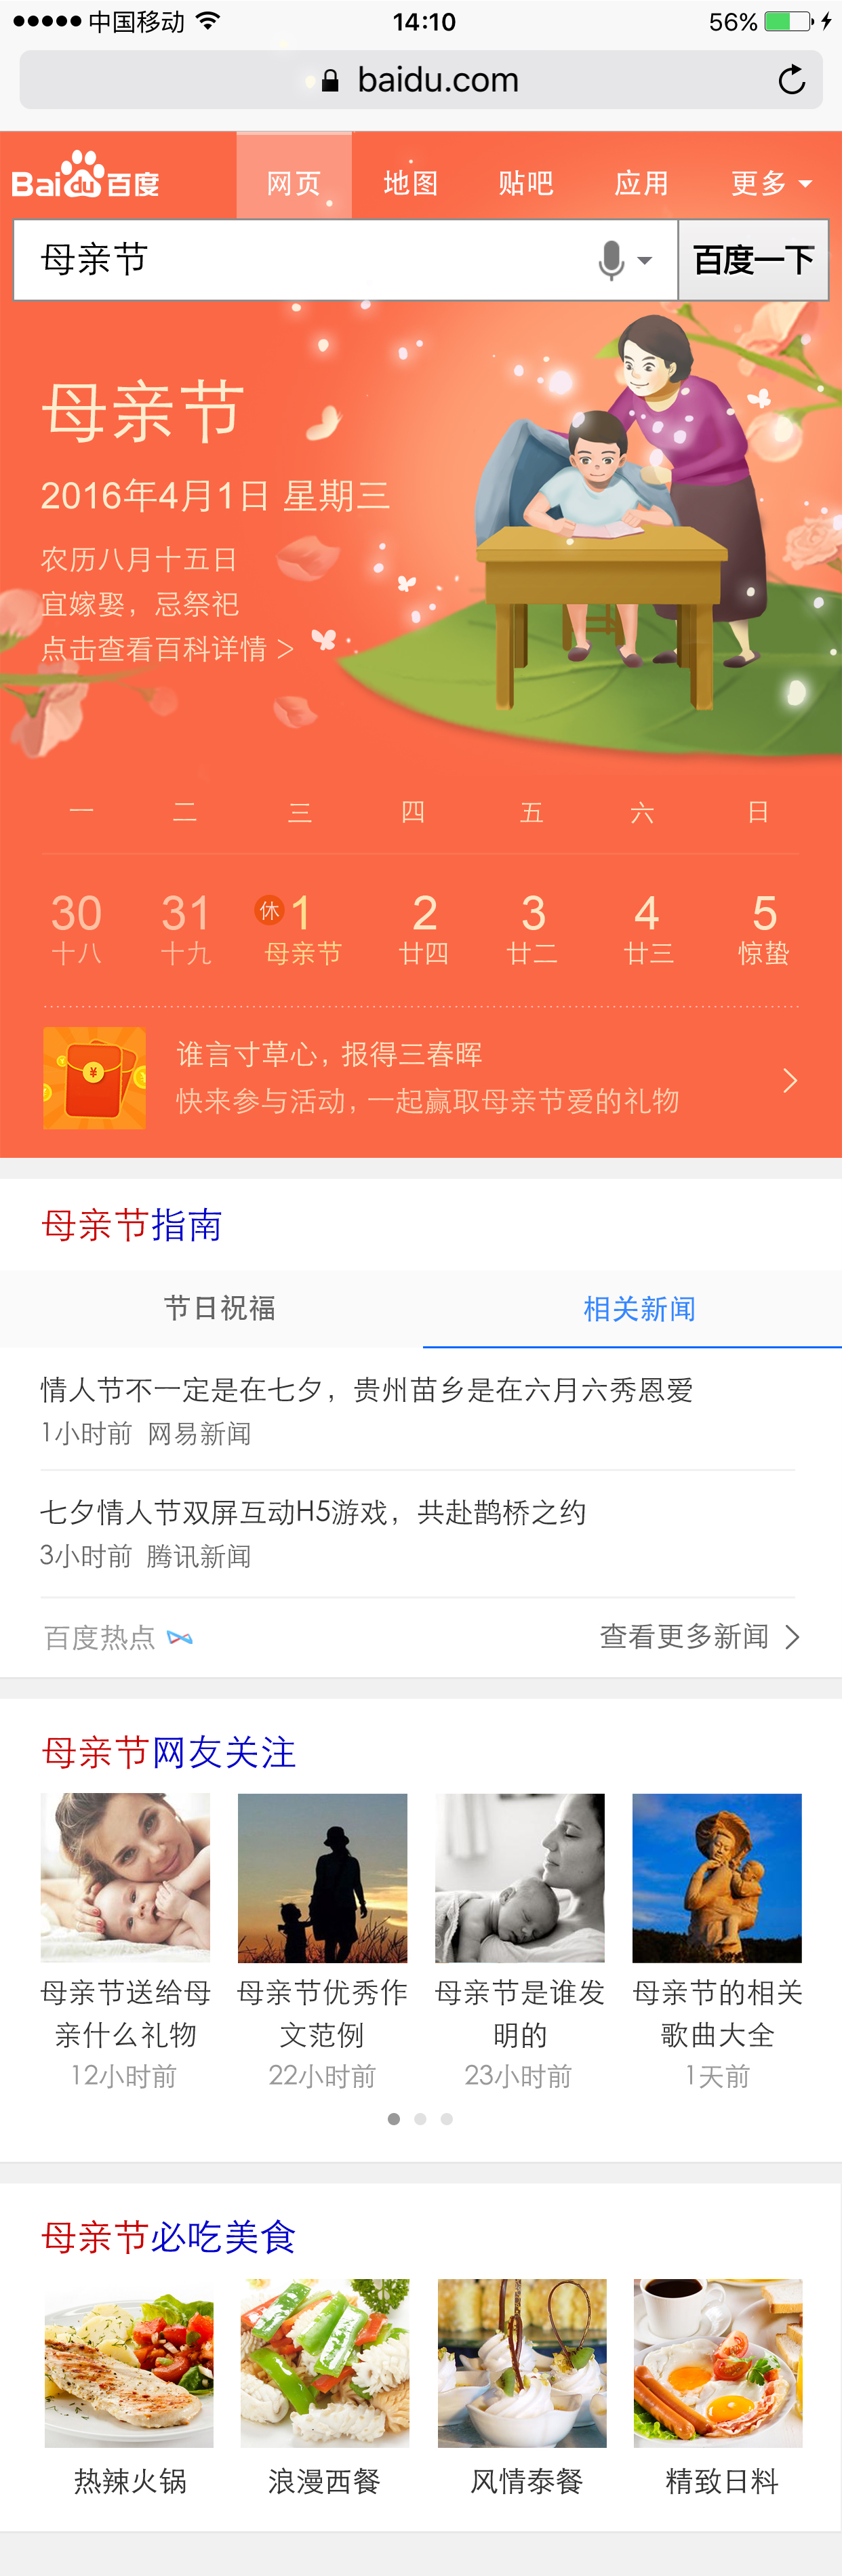 中国移动 14:10 56%
baidu.com
Bai du 百度 网页 地图 贴吧 应用 更多
母亲节 百度一下
母亲节
2016年4月1日 星期三
农历八月十五日
宜嫁娶，忌祭祀
点击查看百科详情 >
一 二 三 四 五 六 日
30 31 休 1 2 3 4 5
十八 十九 母亲节 廿四 廿二 廿三 惊蛰
¥ 谁言寸草心，报得三春晖
快来参与活动，一起赢取母亲节爱的礼物
母亲节指南
节日祝福 相关新闻
情人节不一定是在七夕，贵州苗乡是在六月六秀恩爱
1小时前 网易新闻
七夕情人节双屏互动H5游戏，共赴鹊桥之约
3小时前 腾讯新闻
百度热点 查看更多新闻
母亲节网友关注
母亲节送给母
亲什么礼物
12小时前
母亲节优秀作
文范例
22小时前
母亲节是谁发
明的
23小时前
母亲节的相关
歌曲大全
1天前
母亲节必吃美食
热辣火锅 浪漫西餐 风情泰餐 精致日料